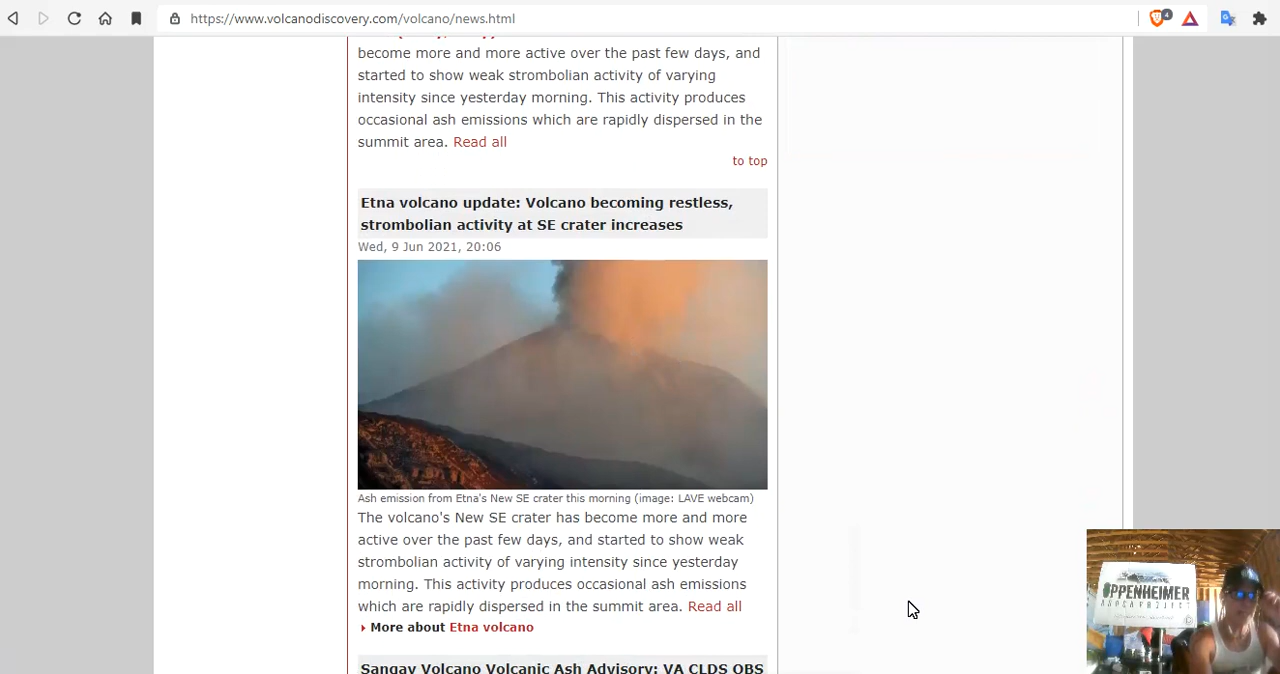 https://www.volcanodiscovery.com/volcano/news.html
4
become more and more active over the past few days, and
started to show weak strombolian activity of varying
intensity since yesterday morning. This activity produces
occasional ash emissions which are rapidly dispersed in the
summit area. Read all
to top
Etna volcano update: Volcano becoming restless,
strombolian activity at SE crater increases
Wed, 9 Jun 2021, 20:06
Ash emission from Etna's New SE crater this morning (image: LAVE webcam)
The volcano's New SE crater has become more and more
active over the past few days, and started to show weak
strombolian activity of varying intensity since yesterday
morning. This activity produces occasional ash emissions
which are rapidly dispersed in the summit area. Read all
More about Etna volcano
Sangay Volcano Volcanic Ash Advisory: VA CLDS OBS
OPPENHEIMER